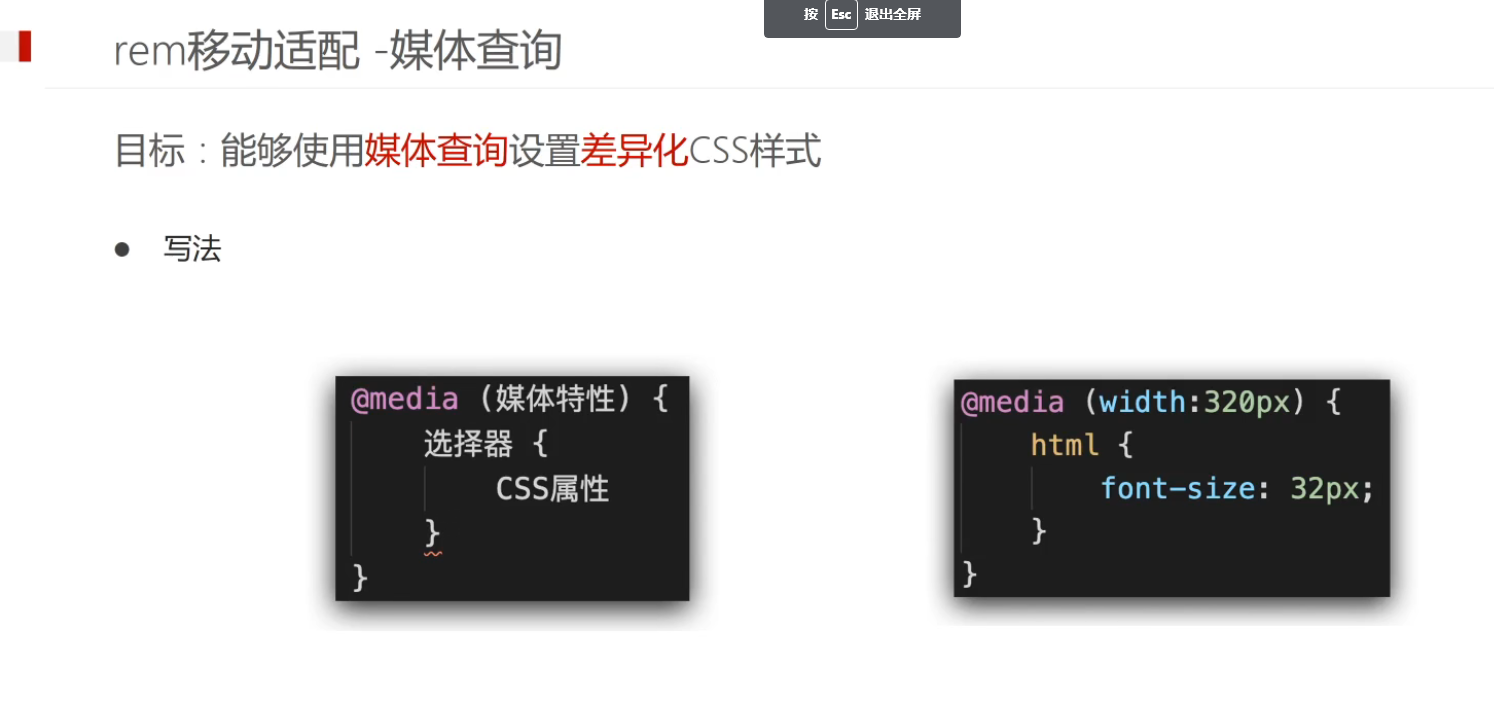 按 Esc 退出全屏
rem移动适配 -媒体查询
目标：能够使用媒体查询设置差异化CSS样式
● 写法
@media (媒体特性) {
选择器 {
CSS属性
}
}
@media (width:320px) {
html {
font-size: 32px;
}
}